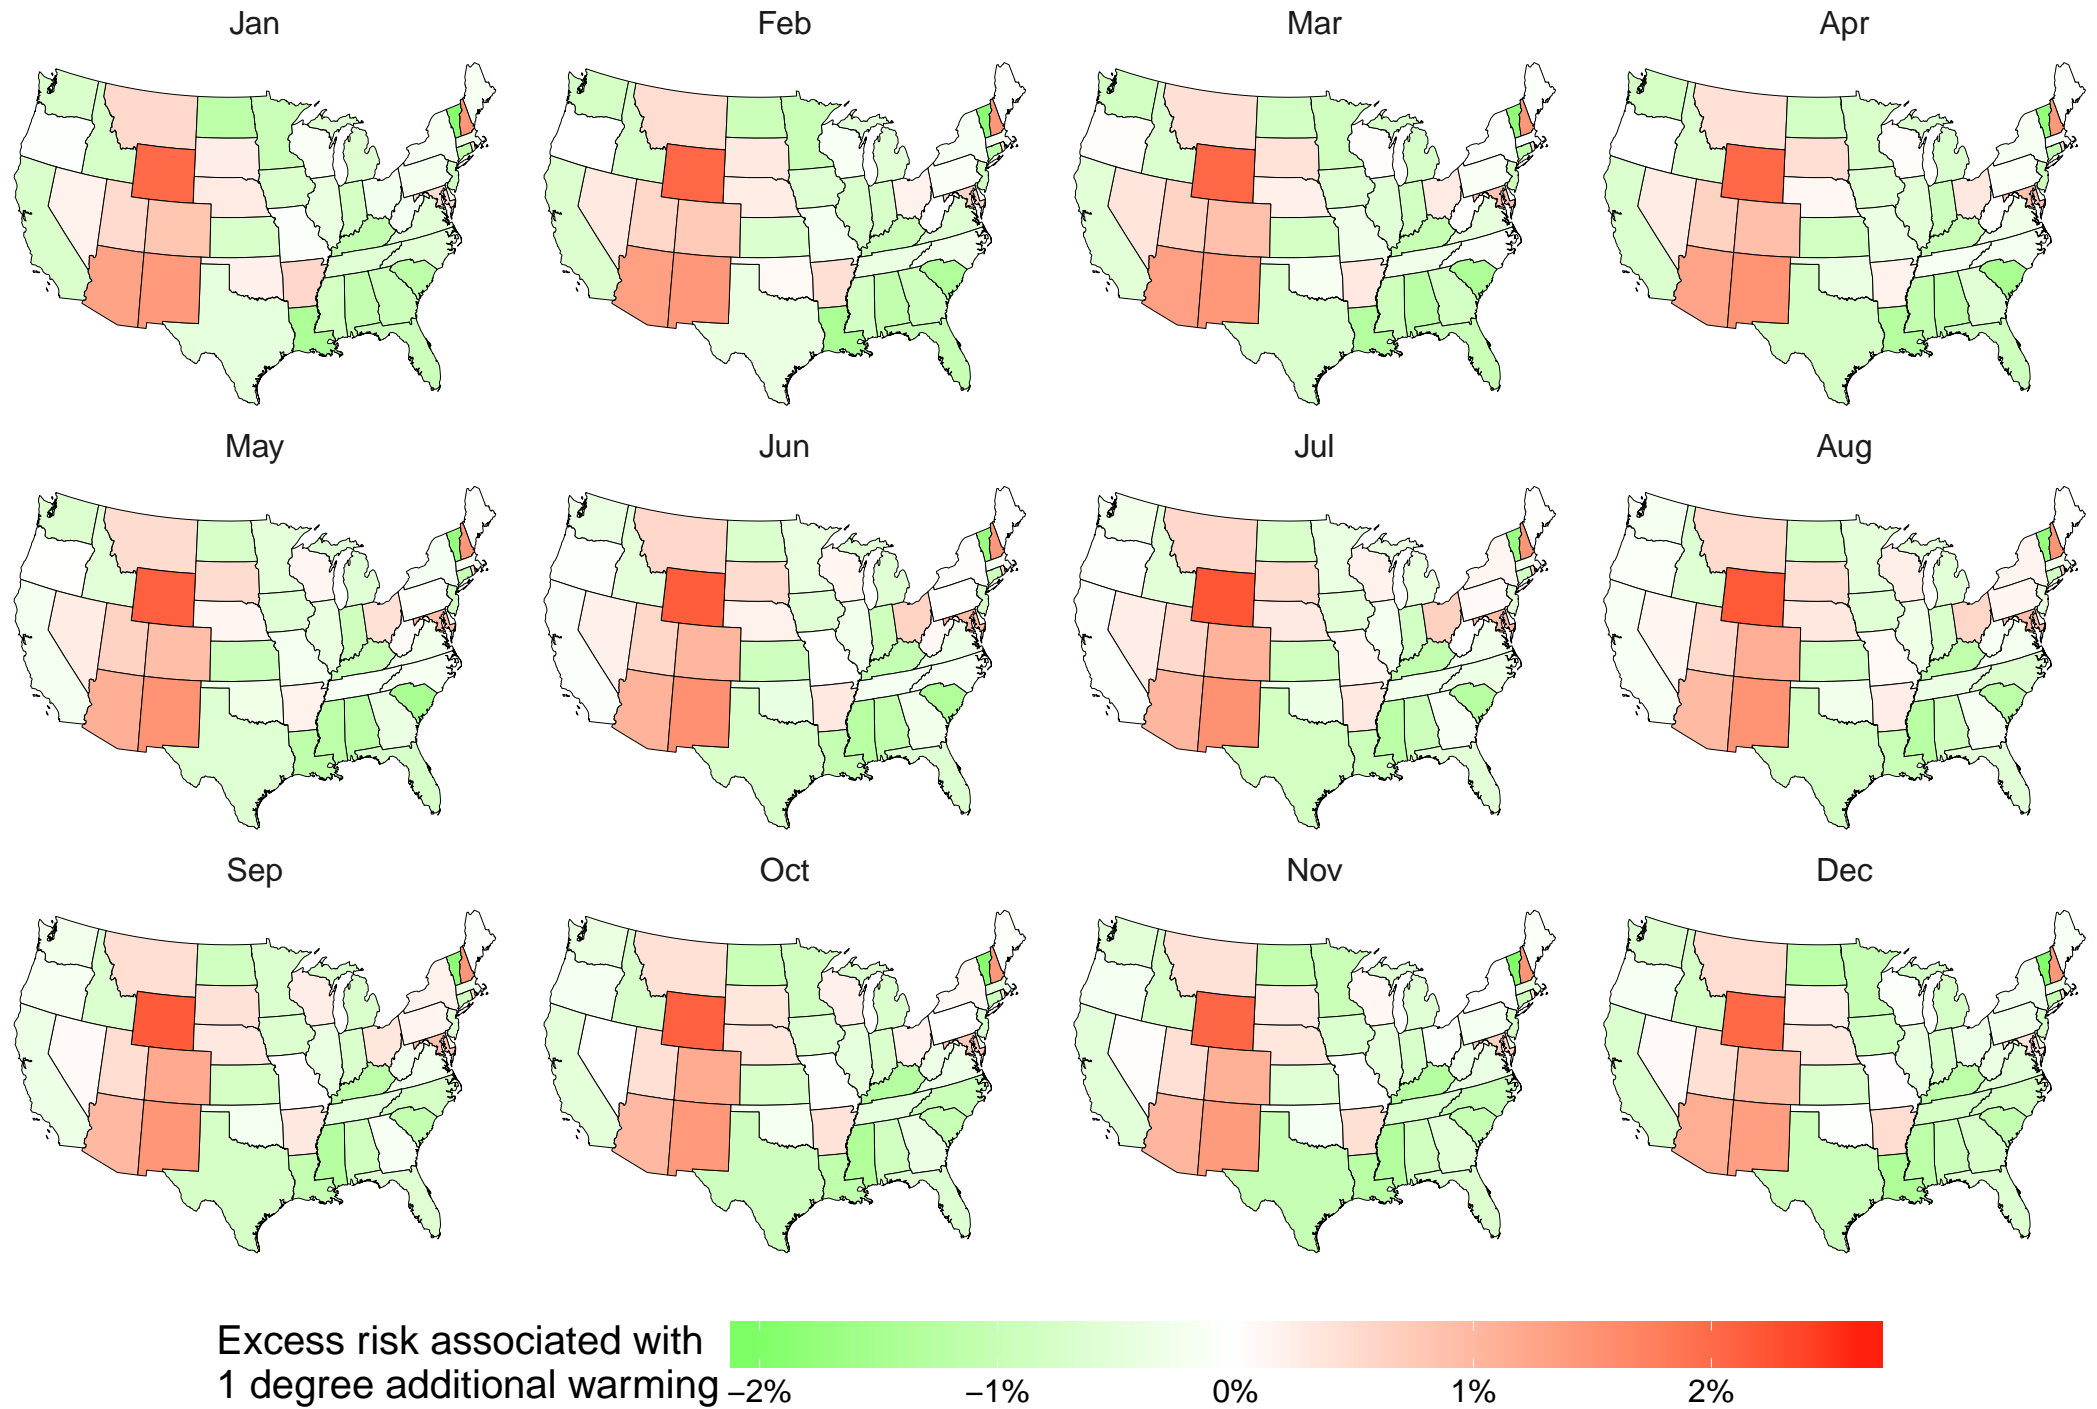 Jan
Feb
Mar
Apr
May
Jun
Jul
Aug
Sep
Oct
Nov
Dec
Excess risk associated with
1 degree additional warming
−2%
−1%
0%
1%
2%